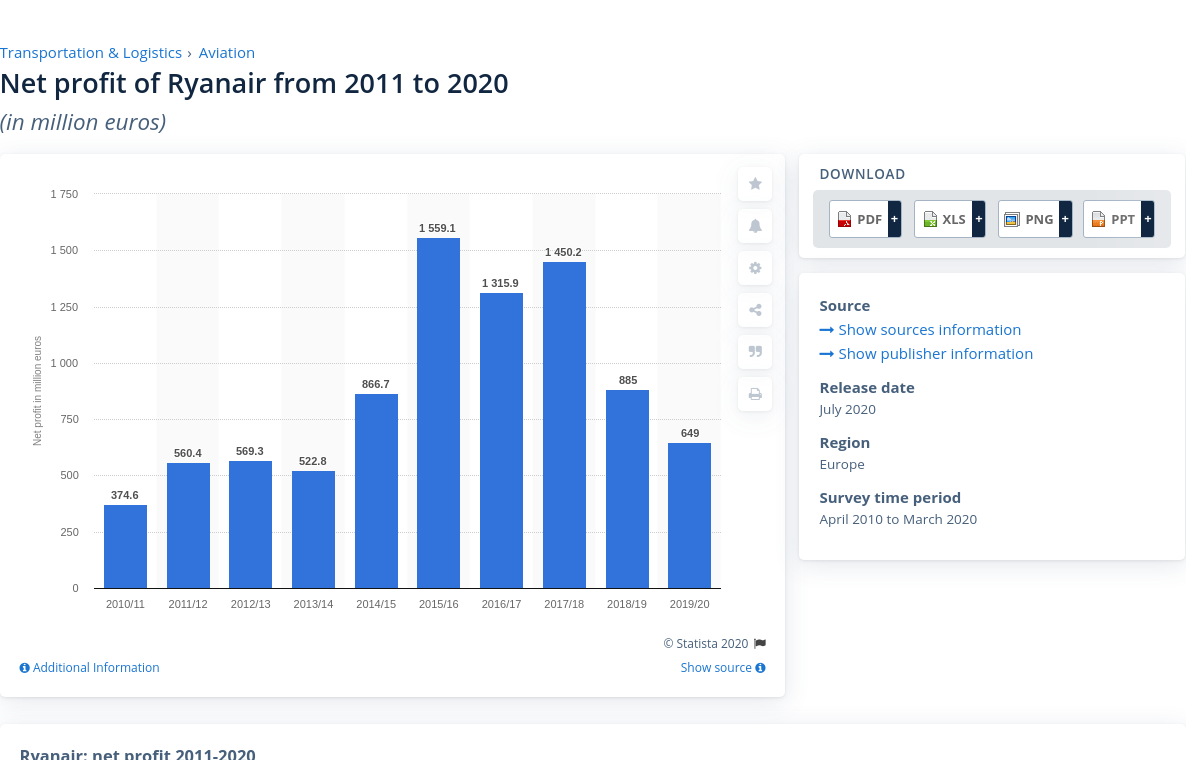 Transportation & Logistics › Aviation
Net profit of Ryanair from 2011 to 2020
(in million euros)
Net profit in million euros
1 750
1 500
1 250
1 000
750
500
250
0
374.6
560.4
569.3
522.8
866.7
1 559.1
1 315.9
1 450.2
885
649
2010/11 2011/12 2012/13 2013/14 2014/15 2015/16 2016/17 2017/18 2018/19 2019/20
© Statista 2020
Additional Information
Show source
DOWNLOAD
PDF + XLS + PNG + PPT +
Source
Show sources information
Show publisher information
Release date
July 2020
Region
Europe
Survey time period
April 2010 to March 2020
Ryanair: net profit 2011-2020